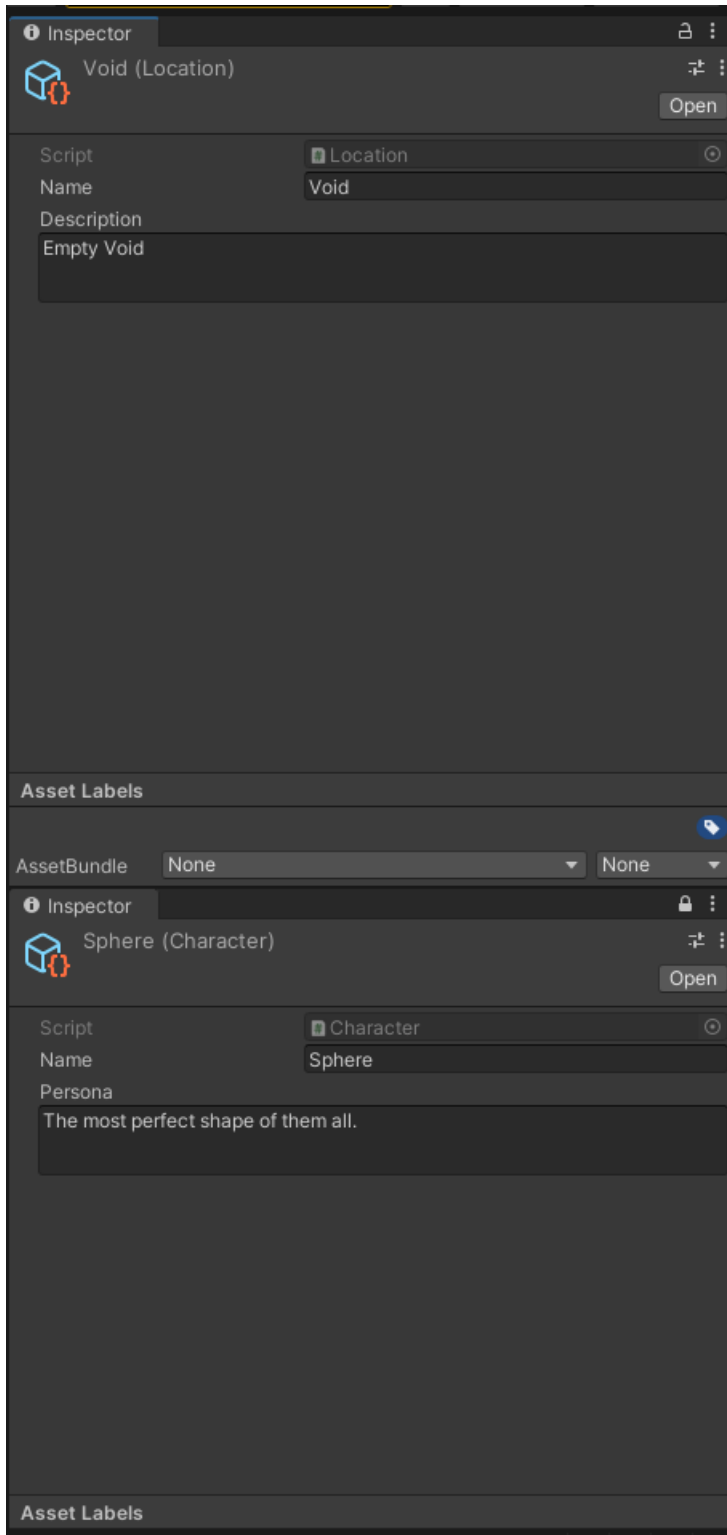 Inspector
Void (Location)
Open
Script Location
Name Void
Description
Empty Void
Asset Labels
AssetBundle None None
Inspector
Sphere (Character)
Open
Script Character
Name Sphere
Persona
The most perfect shape of them all.
Asset Labels